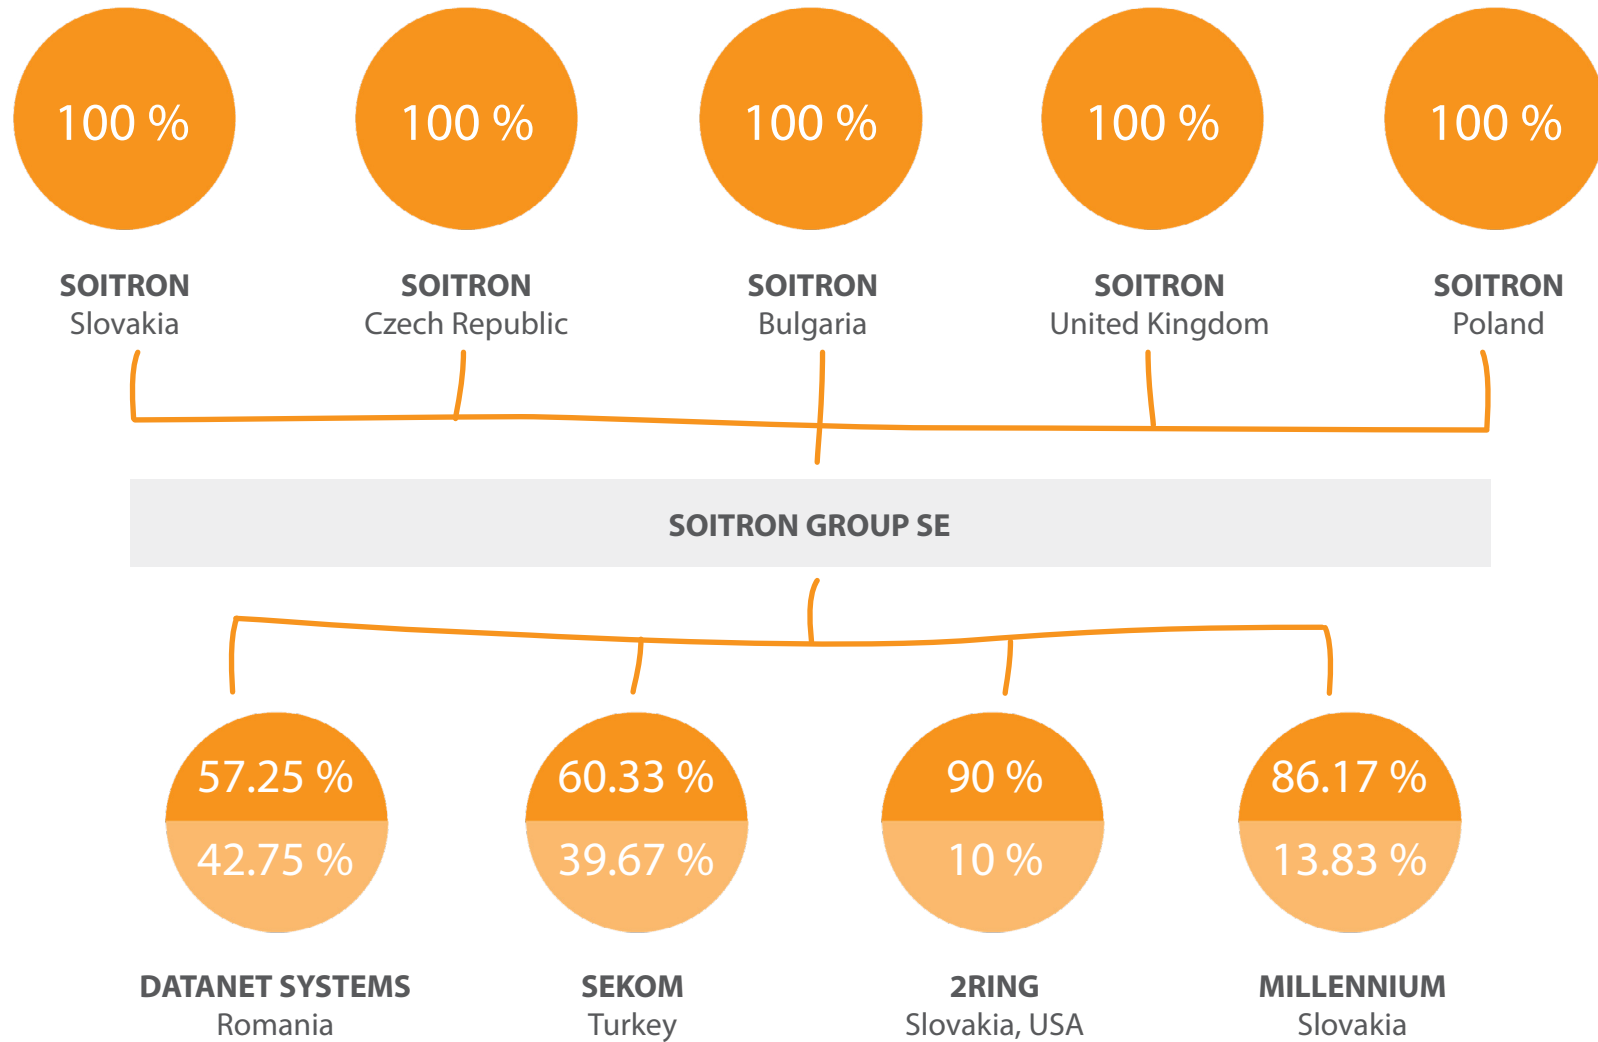 100 %
100 %
100 %
100 %
100 %
SOITRON
Slovakia
SOITRON
Czech Republic
SOITRON
Bulgaria
SOITRON
United Kingdom
SOITRON
Poland
SOITRON GROUP SE
57.25 %
42.75 %
60.33 %
39.67 %
90 %
10 %
86.17 %
13.83 %
DATANET SYSTEMS
Romania
SEKOM
Turkey
2RING
Slovakia, USA
MILLENNIUM
Slovakia